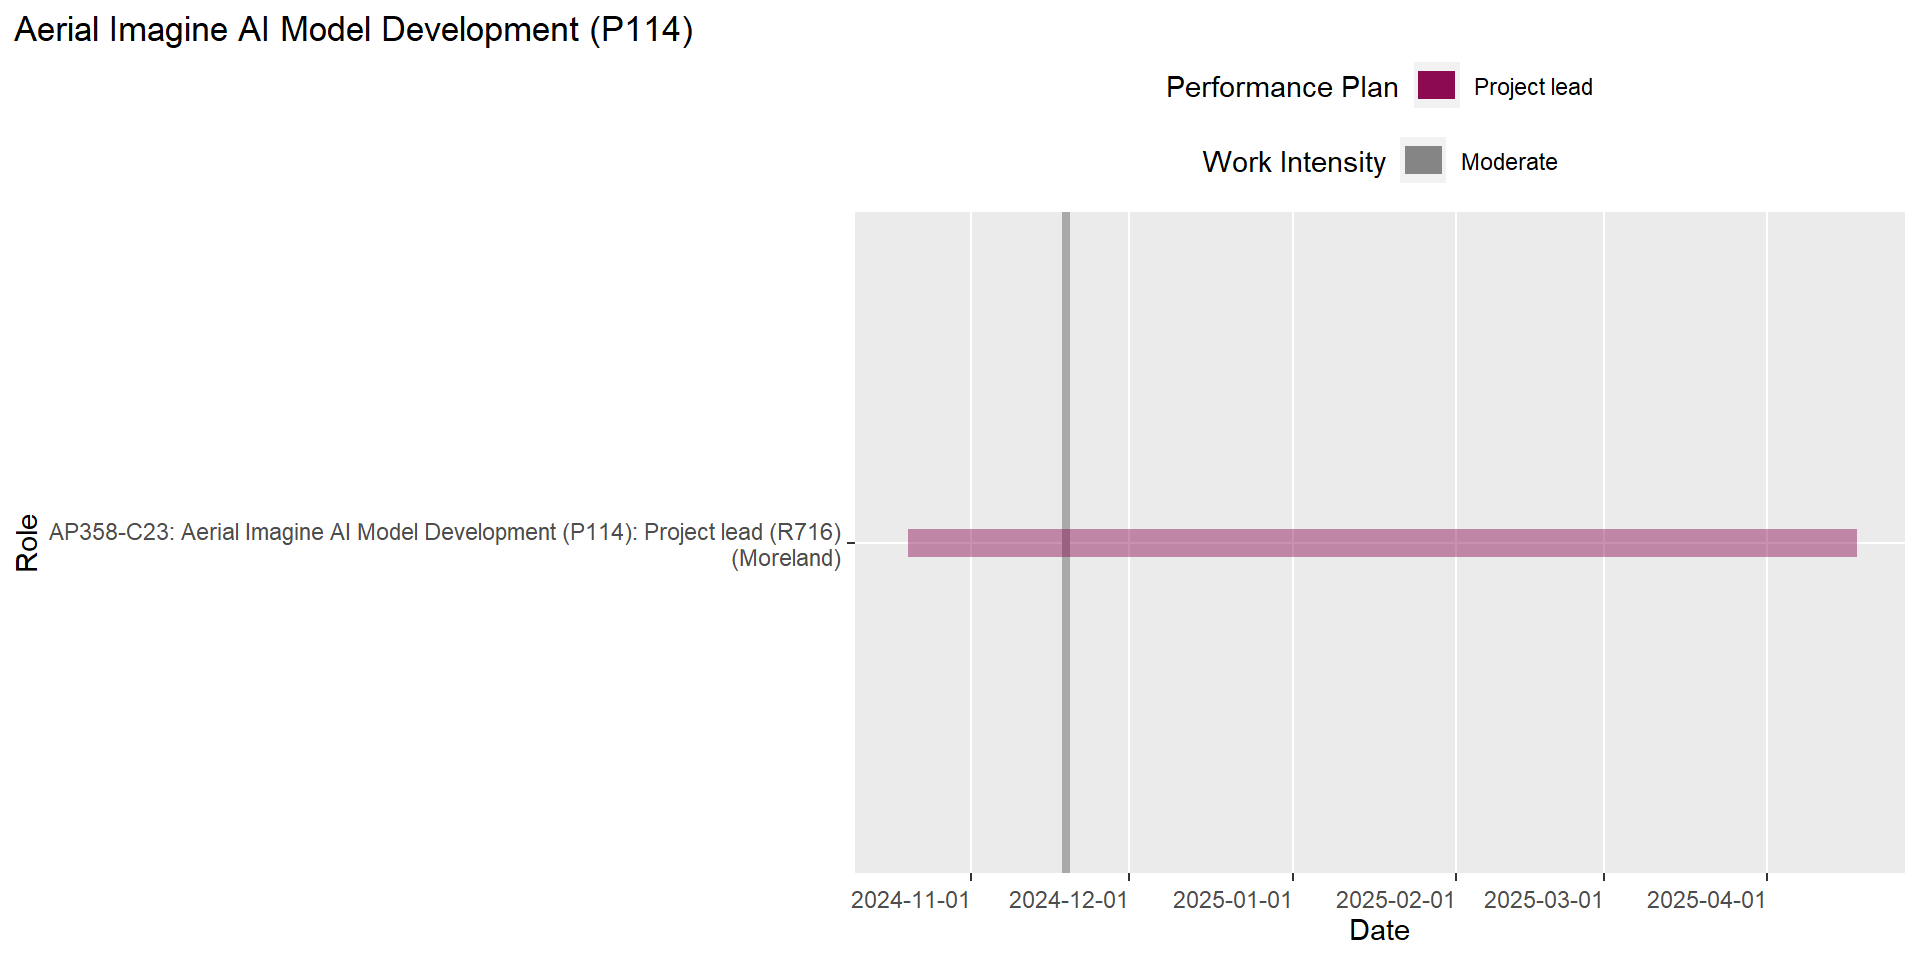 Aerial Imagine AI Model Development (P114)
Performance Plan Project lead
Work Intensity Moderate
Role
AP358-C23: Aerial Imagine AI Model Development (P114): Project lead (R716)
(Moreland)
2024-11-01 2024-12-01 2025-01-01 2025-02-01 2025-03-01 2025-04-01
Date